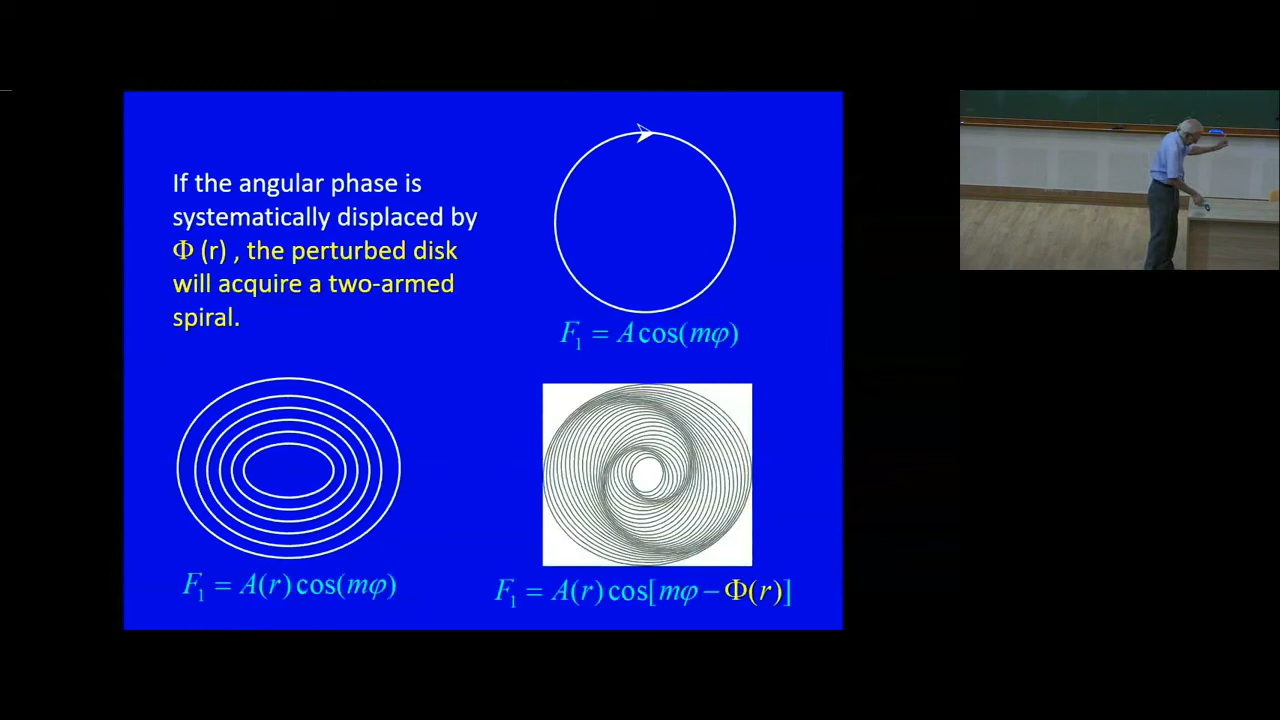 If the angular phase is
systematically displaced by
Φ (r) , the perturbed disk
will acquire a two-armed
spiral.
F₁ = A cos(mφ)
F₁ = A(r) cos(mφ)
F₁ = A(r) cos[mφ − Φ(r)]